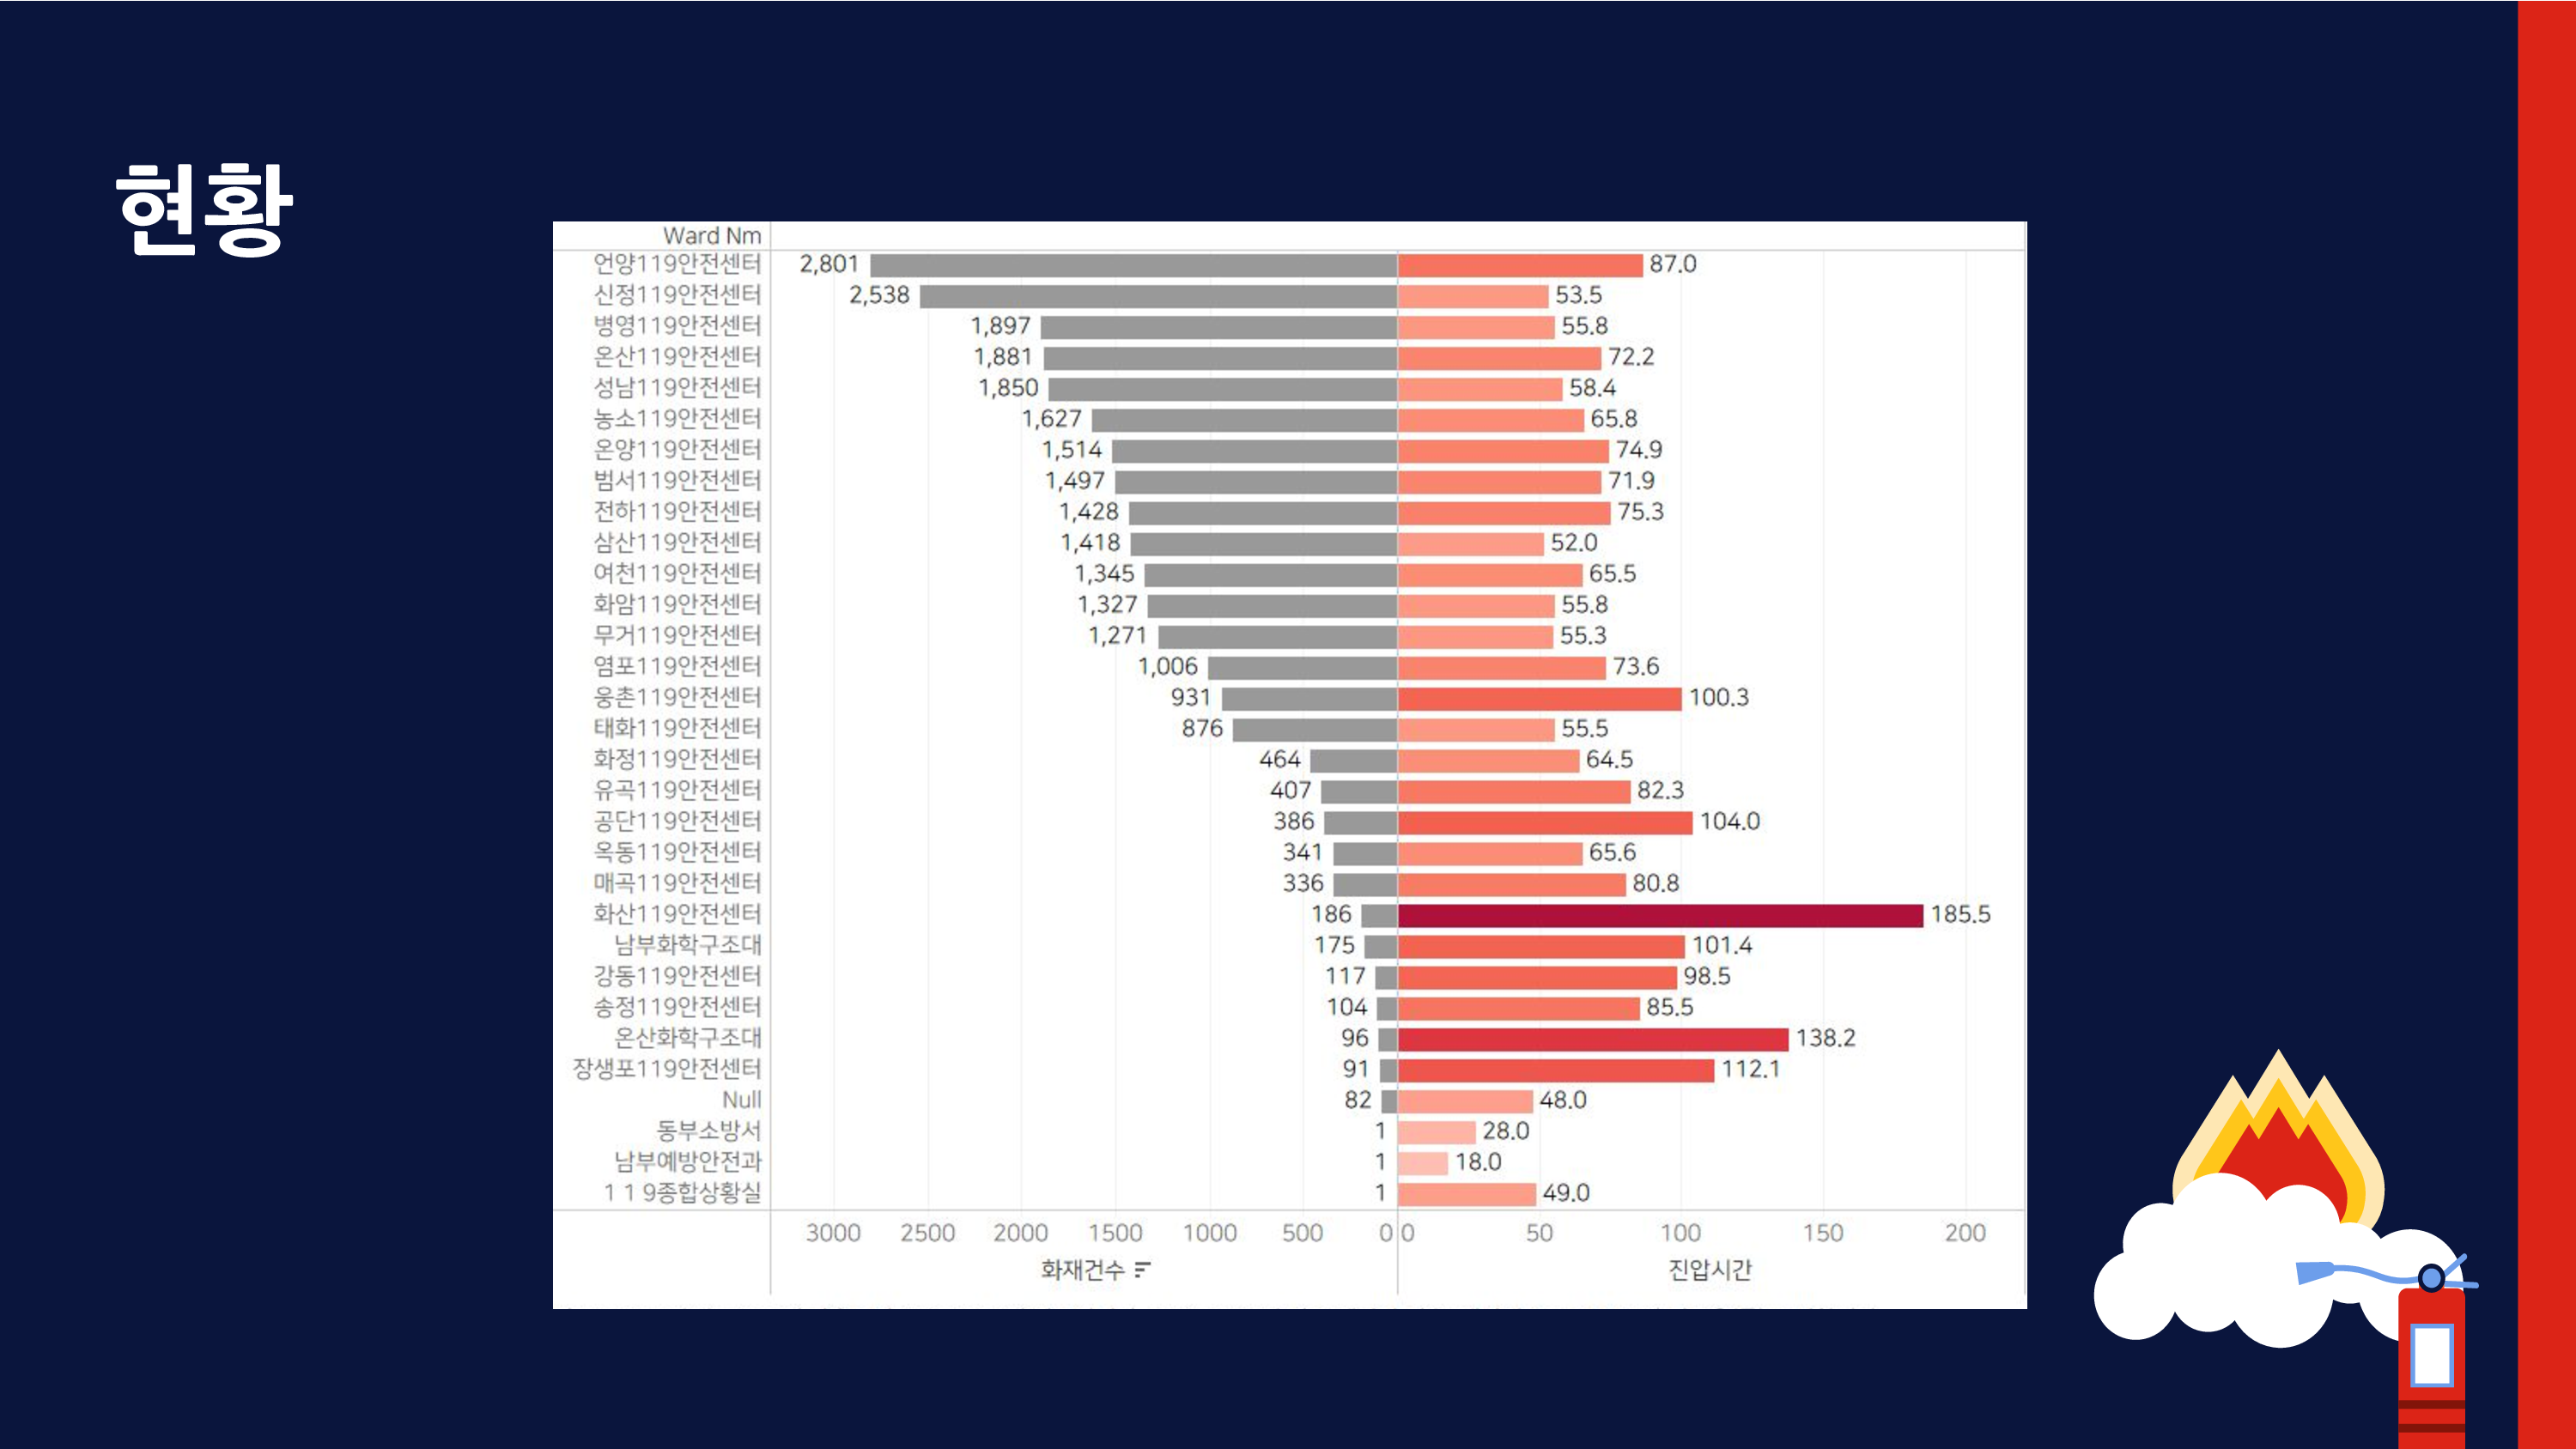 현황
Ward Nm
언양119안전센터 2,801 87.0
신정119안전센터 2,538 53.5
병영119안전센터 1,897 55.8
온산119안전센터 1,881 72.2
성남119안전센터 1,850 58.4
농소119안전센터 1,627 65.8
온양119안전센터 1,514 74.9
범서119안전센터 1,497 71.9
전하119안전센터 1,428 75.3
삼산119안전센터 1,418 52.0
여천119안전센터 1,345 65.5
화암119안전센터 1,327 55.8
무거119안전센터 1,271 55.3
염포119안전센터 1,006 73.6
웅촌119안전센터 931 100.3
태화119안전센터 876 55.5
화정119안전센터 464 64.5
유곡119안전센터 407 82.3
공단119안전센터 386 104.0
옥동119안전센터 341 65.6
매곡119안전센터 336 80.8
화산119안전센터 186 185.5
남부화학구조대 175 101.4
강동119안전센터 117 98.5
송정119안전센터 104 85.5
온산화학구조대 96 138.2
장생포119안전센터 91 112.1
Null 82 48.0
동부소방서 1 28.0
남부예방안전과 1 18.0
1 1 9종합상황실 1 49.0
3000 2500 2000 1500 1000 500 0 0 50 100 150 200
화재건수 진압시간